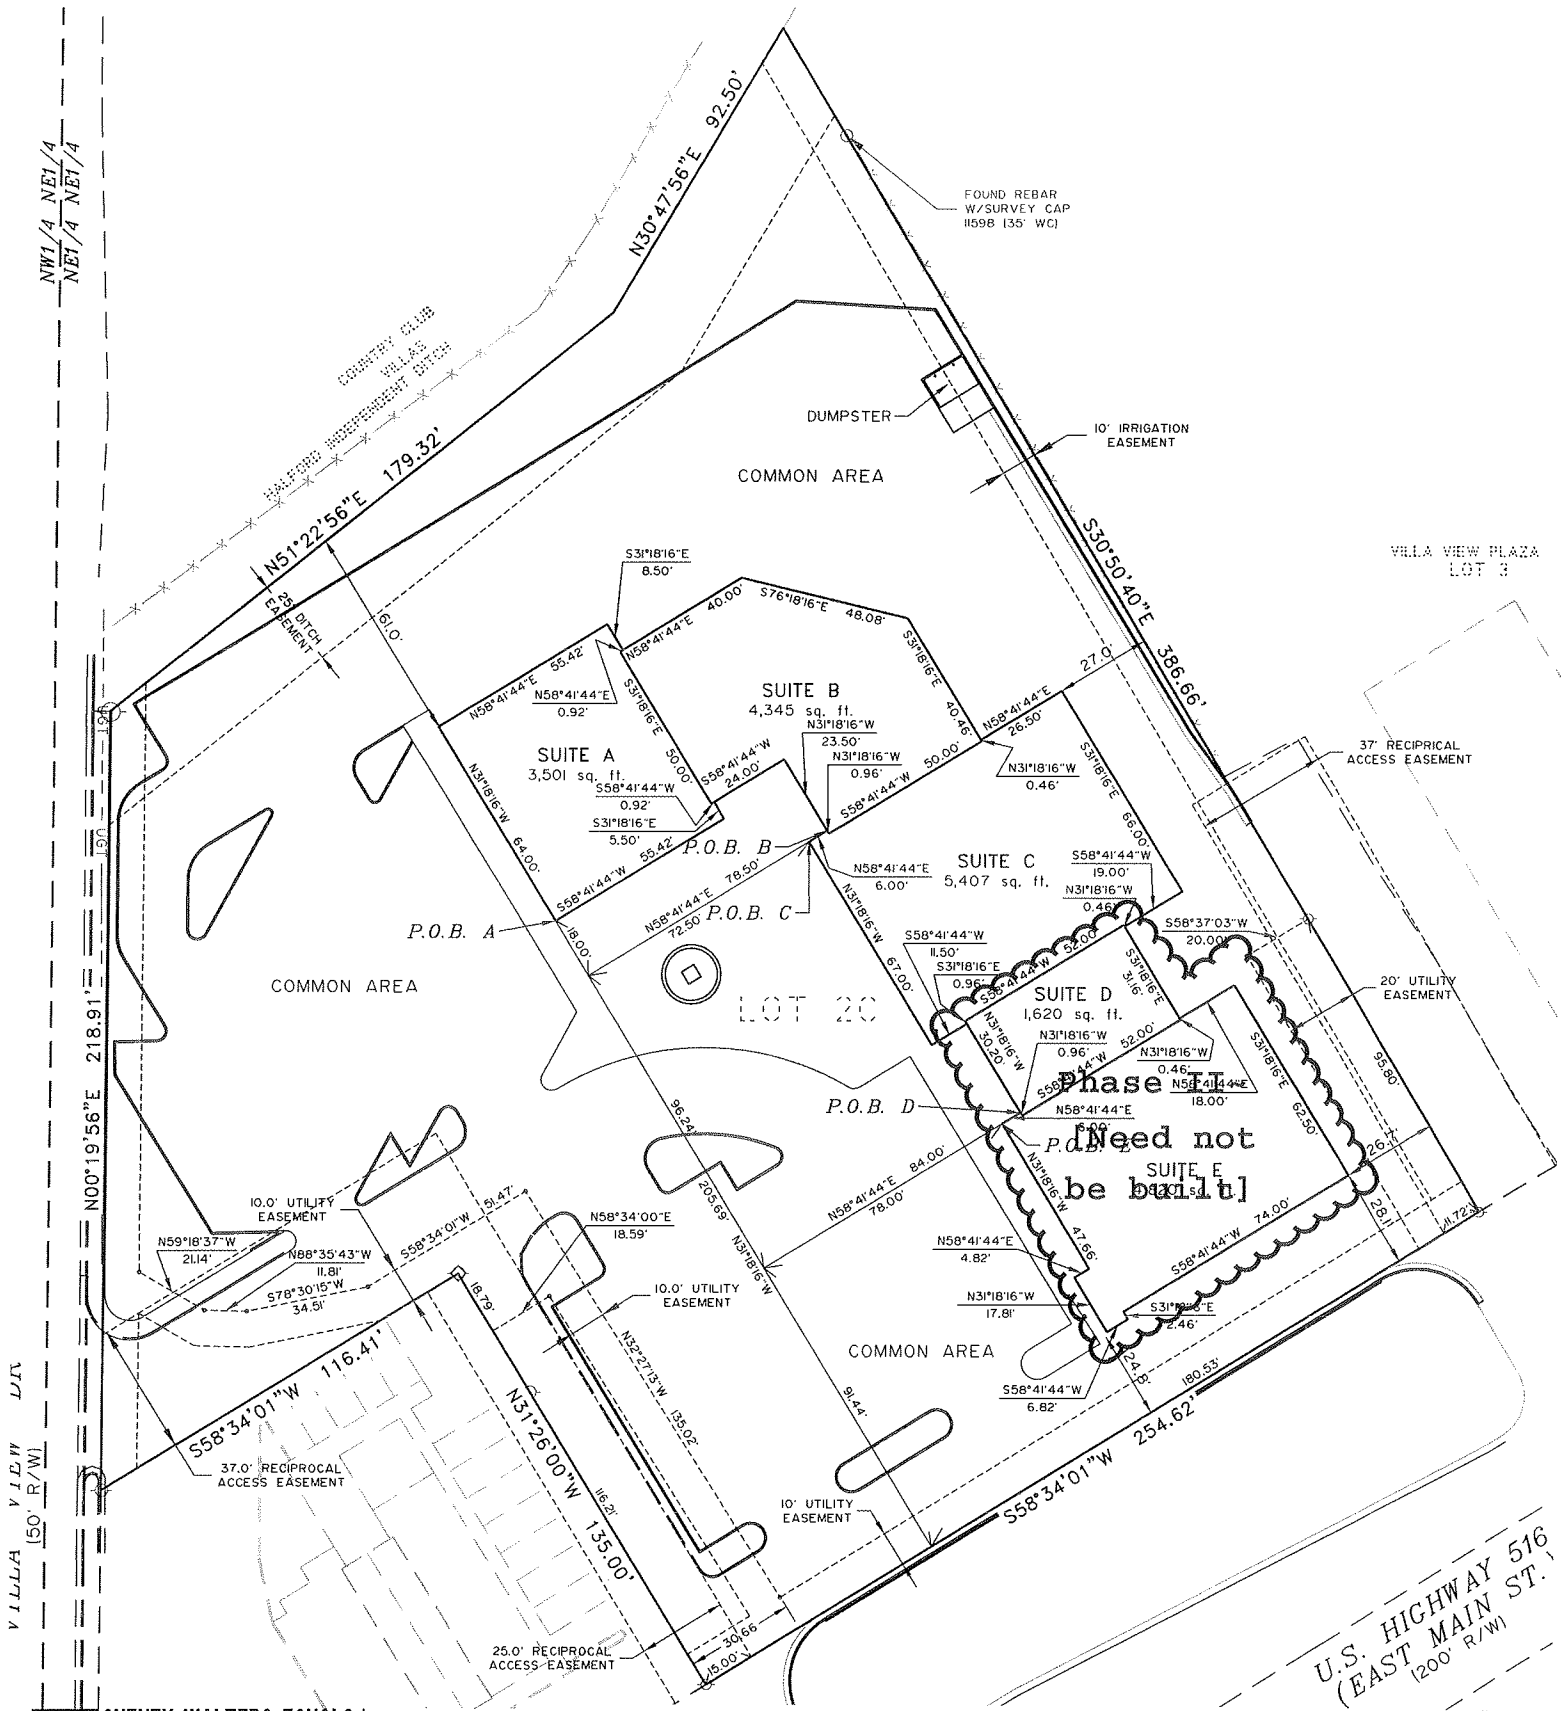 NW1/4 NE1/4
NE1/4 NE1/4
N30°47'56"E 92.50'
FOUND REBAR
W/SURVEY CAP
11598 (35' WC)
COUNTRY CLUB
VILLAS
HALFORD INDEPENDENT DITCH
N51°22'56"E 179.32'
25' DITCH
EASEMENT
161.0'
DUMPSTER
10' IRRIGATION
EASEMENT
COMMON AREA
S30°50'40"E 386.66'
VILLA VIEW PLAZA
LOT 3
S31°18'16"E
8.50'
N58°41'44"E 40.00'
S76°18'16"E 48.08'
N58°41'44"E 55.42'
N58°41'44"E
0.92'
S31°18'16"E 50.00'
S31°18'16"E 40.46'
SUITE B
4,345 sq. ft.
N31°18'16"W
23.50'
N31°18'16"W
0.96'
N58°41'44"E
26.50'
27.0'
SUITE A
3,501 sq. ft.
S58°41'44"W
0.92'
S31°18'16"E
5.50'
S58°41'44"W
24.00'
S58°41'44"W 50.00'
N31°18'16"W
0.46'
37' RECIPRICAL
ACCESS EASEMENT
N31°18'16"W 64.00'
S58°41'44"W 55.42'
P.O.B. B
P.O.B. C
P.O.B. A
18.00'
N58°41'44"E 78.50'
72.50'
N58°41'44"E
6.00'
SUITE C
5,407 sq. ft.
S31°18'16"E 66.00'
S58°41'44"W
19.00'
N31°18'16"W
0.46'
N31°18'16"W 67.00'
S58°41'44"W
11.50'
S31°18'16"E
0.96'
S58°41'44"W 52.00'
S58°37'03"W
20.00'
S31°18'16"E
31.16'
20' UTILITY
EASEMENT
COMMON AREA
LOT 2C
SUITE D
1,620 sq. ft.
N31°18'16"W
30.20'
N31°18'16"W
0.96'
S58°41'44"W 52.00'
N31°18'16"W
0.46'
N58°41'44"E
18.00'
S31°18'16"E 62.50'
95.80'
Phase II
[Need not
be built]
P.O.B. D
N58°41'44"E
6.00'
P.O.B. E
SUITE E
N00°19'56"E 218.91'
UGT
UGT
96.24'
205.69'
N31°18'16"W
N58°41'44"E 84.00'
78.00'
N31°18'16"W 47.66'
26.1'
28.1'
11.72'
10.0' UTILITY
EASEMENT
S58°34'01"W 51.47'
N58°34'00"E
18.59'
N59°18'37"W
21.14'
N88°35'43"W
11.81'
S78°30'15"W
34.51'
18.79'
10.0' UTILITY
EASEMENT
N58°41'44"E
4.82'
N31°18'16"W
17.81'
S58°41'44"W 74.00'
S31°18'16"E
2.46'
COMMON AREA
S58°41'44"W
6.82'
24.8'
180.53'
S58°34'01"W 116.41'
37.0' RECIPROCAL
ACCESS EASEMENT
N31°26'00"W 135.00'
116.21'
N32°27'13"W 135.02'
91.44'
S58°34'01"W 254.62'
10' UTILITY
EASEMENT
VILLA VIEW DR
(50' R/W)
25.0' RECIPROCAL
ACCESS EASEMENT
30.66
15.00'
U.S. HIGHWAY 516
(EAST MAIN ST.)
(200' R/W)